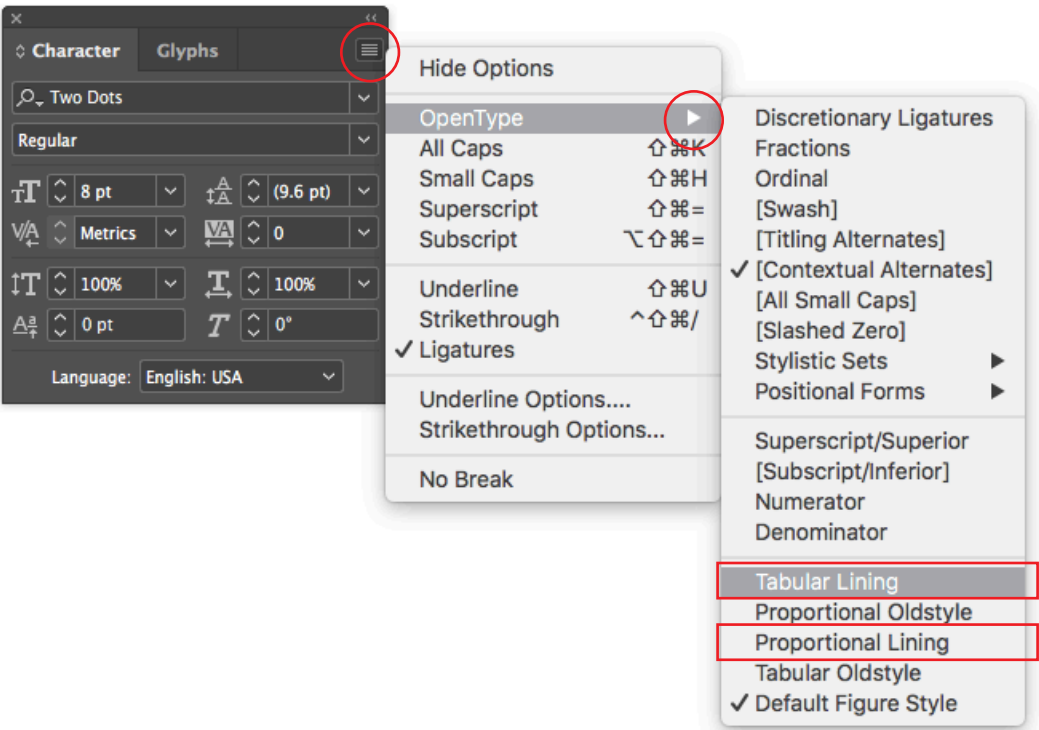 Character Glyphs
Two Dots
Regular
8 pt (9.6 pt)
Metrics 0
100% 100%
0 pt 0°
Language: English: USA
Hide Options
OpenType
All Caps ⇧⌘K
Small Caps ⇧⌘H
Superscript ⇧⌘=
Subscript ⌥⇧⌘=
Underline ⇧⌘U
Strikethrough ^⇧⌘/
✓ Ligatures
Underline Options....
Strikethrough Options...
No Break
Discretionary Ligatures
Fractions
Ordinal
[Swash]
[Titling Alternates]
✓ [Contextual Alternates]
[All Small Caps]
[Slashed Zero]
Stylistic Sets
Positional Forms
Superscript/Superior
[Subscript/Inferior]
Numerator
Denominator
Tabular Lining
Proportional Oldstyle
Proportional Lining
Tabular Oldstyle
✓ Default Figure Style